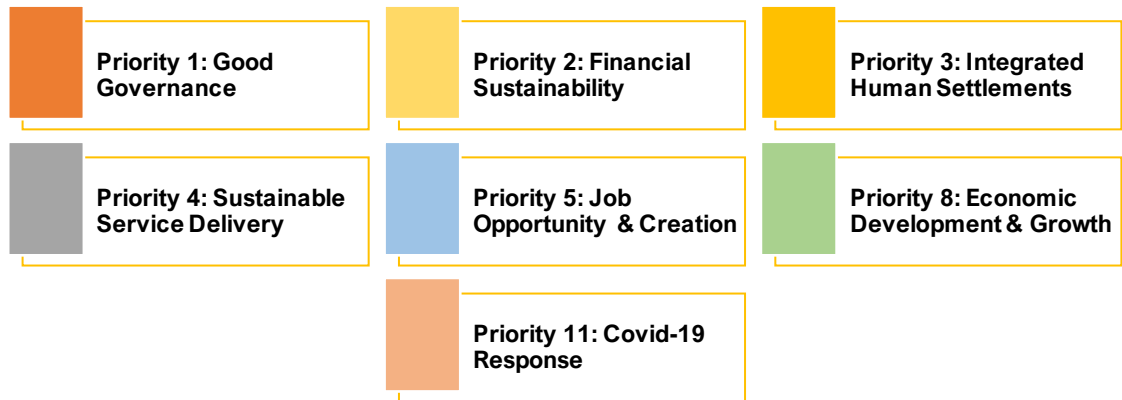 Priority 1: Good
Governance
Priority 2: Financial
Sustainability
Priority 3: Integrated
Human Settlements
Priority 4: Sustainable
Service Delivery
Priority 5: Job
Opportunity & Creation
Priority 8: Economic
Development & Growth
Priority 11: Covid-19
Response